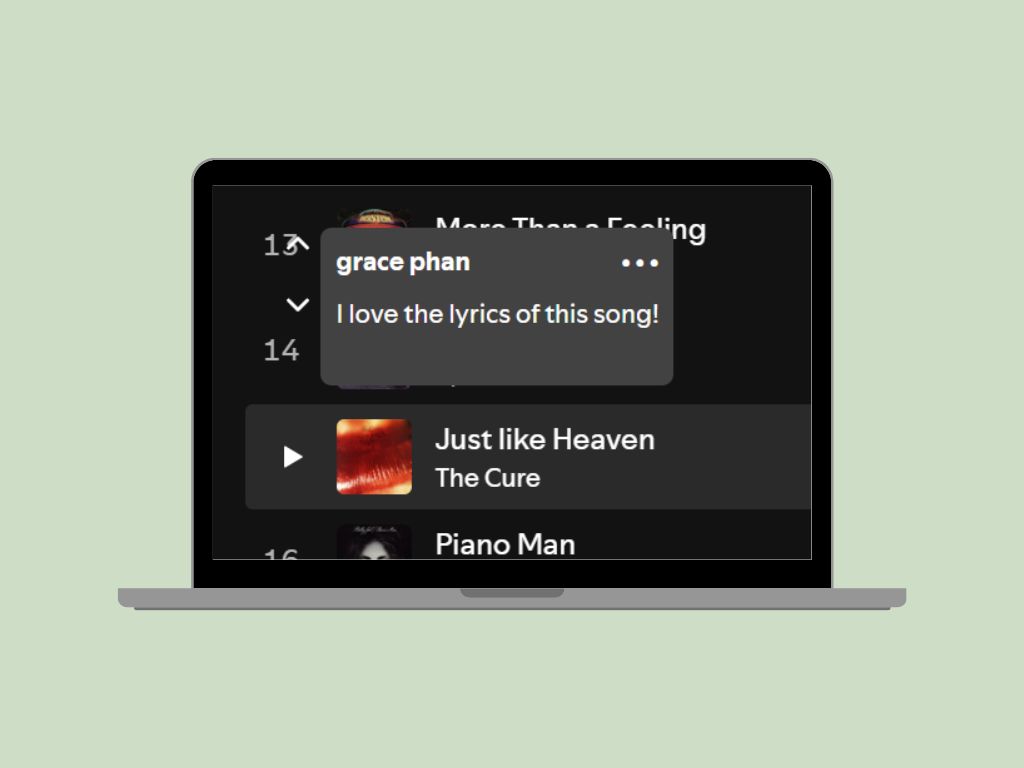 13
More Than a Feeling
grace phan
I love the lyrics of this song!
14
Just like Heaven
The Cure
16
Piano Man